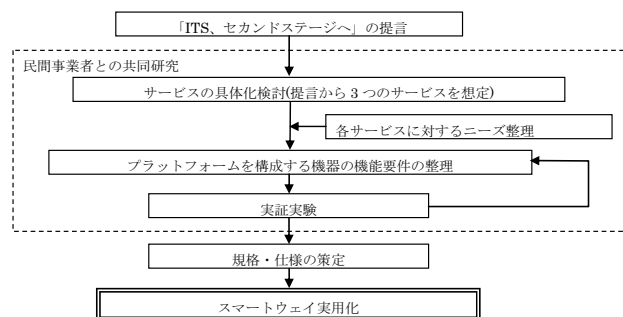 「ITS、セカンドステージへ」の提言
民間事業者との共同研究
サービスの具体化検討(提言から 3 つのサービスを想定)
各サービスに対するニーズ整理
プラットフォームを構成する機器の機能要件の整理
実証実験
規格・仕様の策定
スマートウェイ実用化